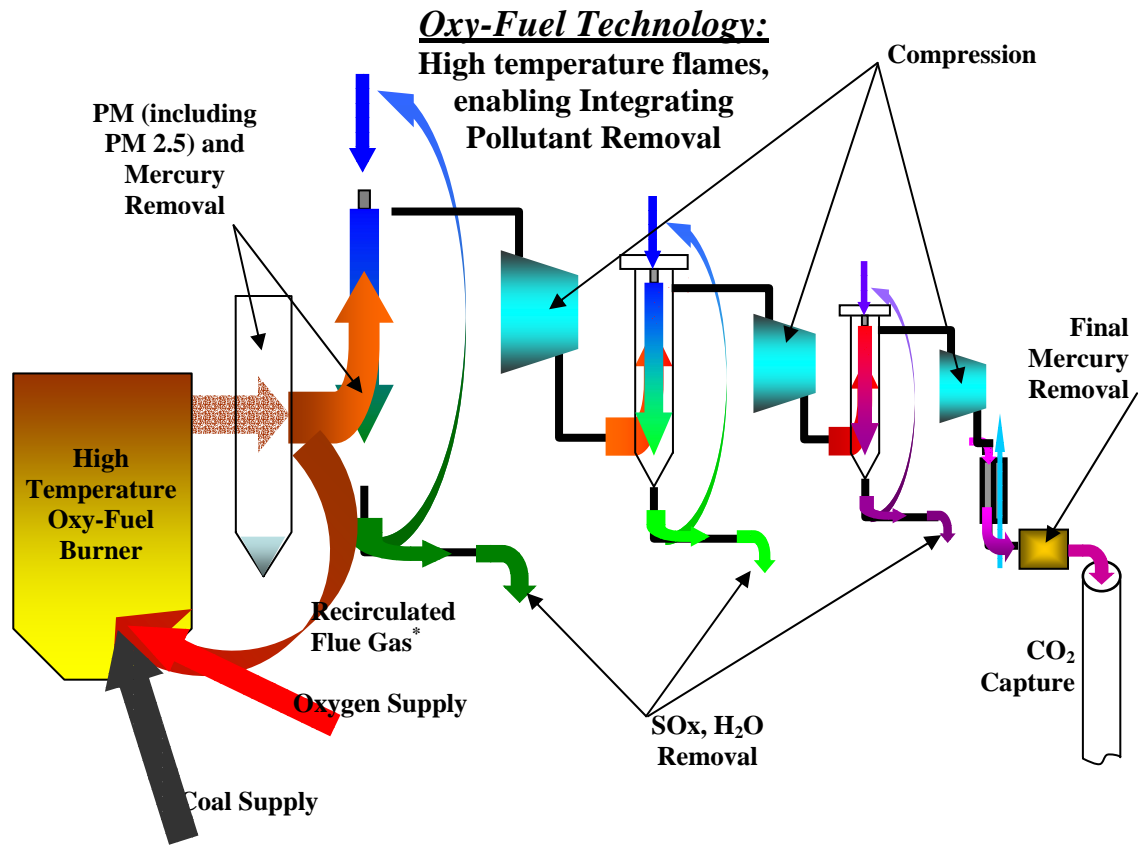 Oxy-Fuel Technology:
High temperature flames,
enabling Integrating
Pollutant Removal
Compression
PM (including
PM 2.5) and
Mercury
Removal
Final
Mercury
Removal
High
Temperature
Oxy-Fuel
Burner
Recirculated
Flue Gas*
Oxygen Supply
Coal Supply
SOx, H₂O
Removal
CO₂
Capture